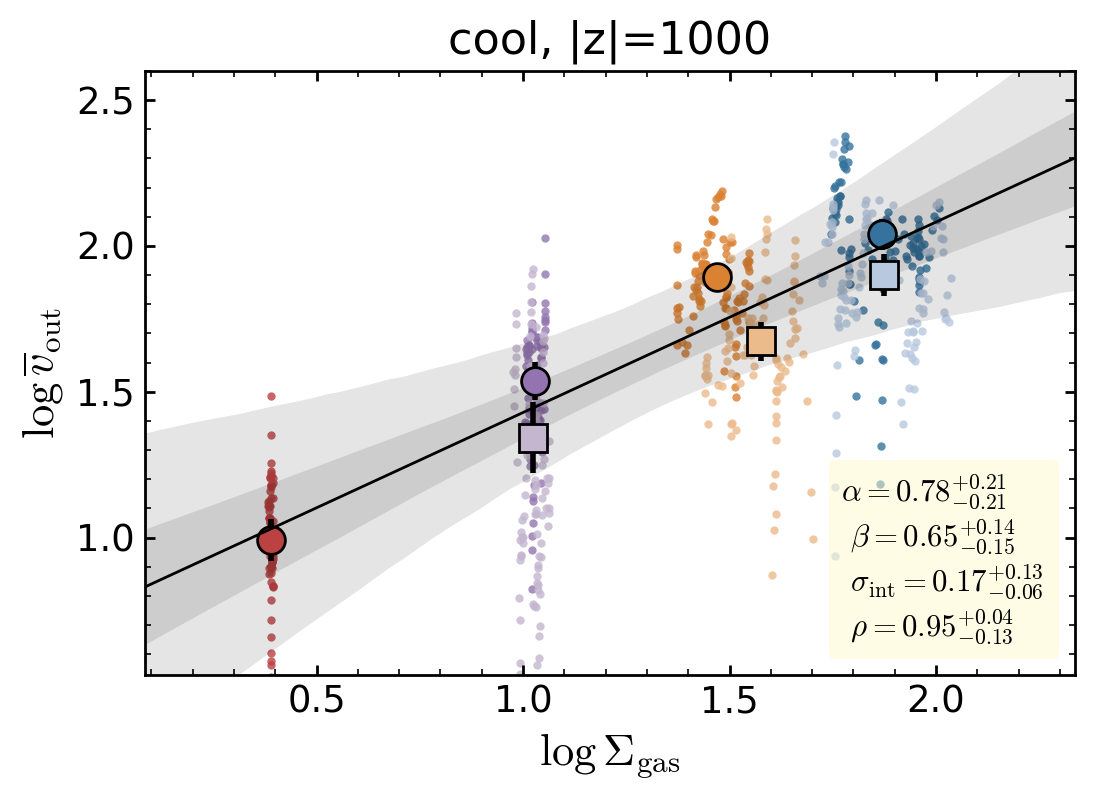 cool, |z|=1000
2.5
2.0
1.5
1.0
log v̅_out
α = 0.78^{+0.21}_{−0.21}
β = 0.65^{+0.14}_{−0.15}
σ_int = 0.17^{+0.13}_{−0.06}
ρ = 0.95^{+0.04}_{−0.13}
0.5 1.0 1.5 2.0
log Σ_gas